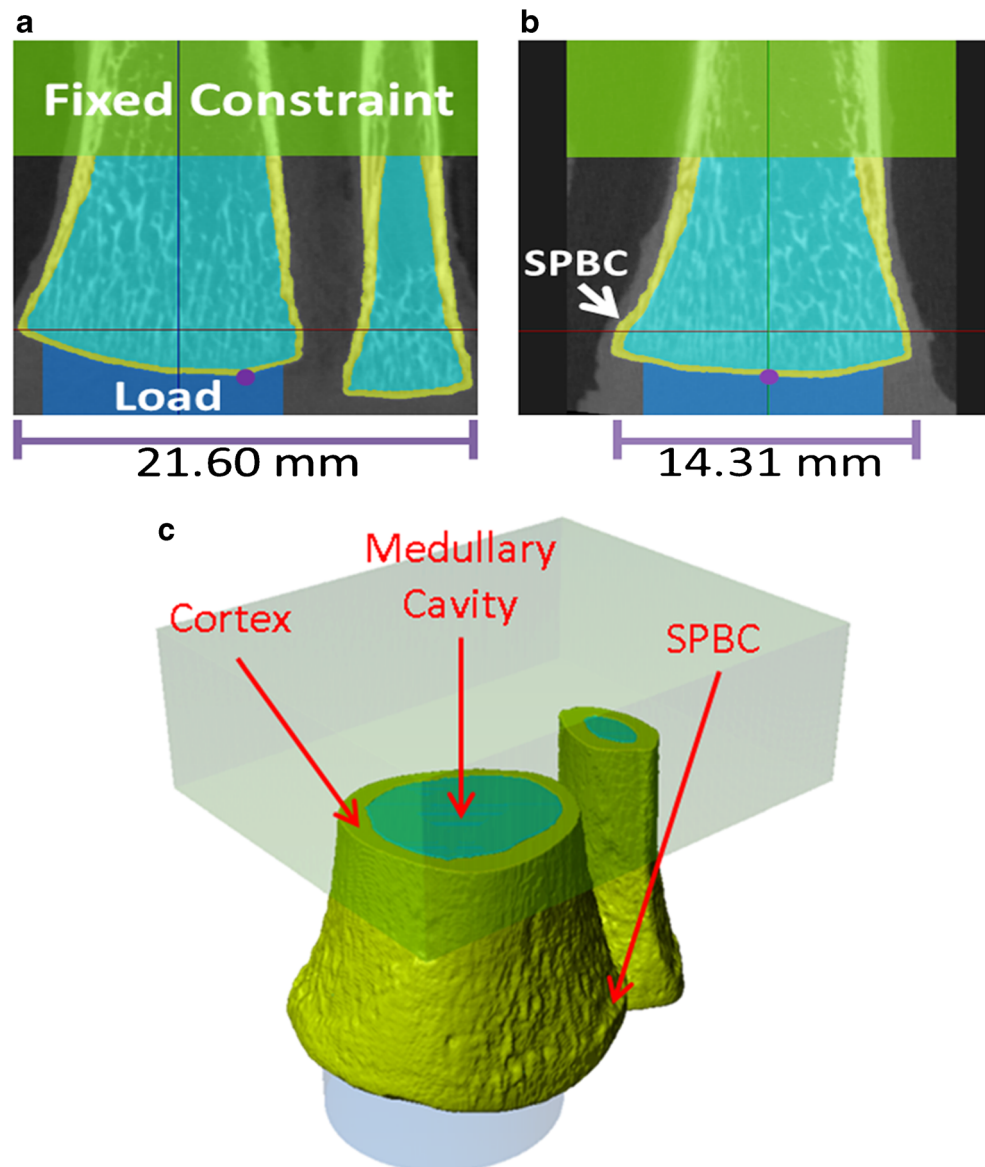 a
b
Fixed Constraint
SPBC
Load
21.60 mm
14.31 mm
c
Medullary
Cavity
Cortex
SPBC